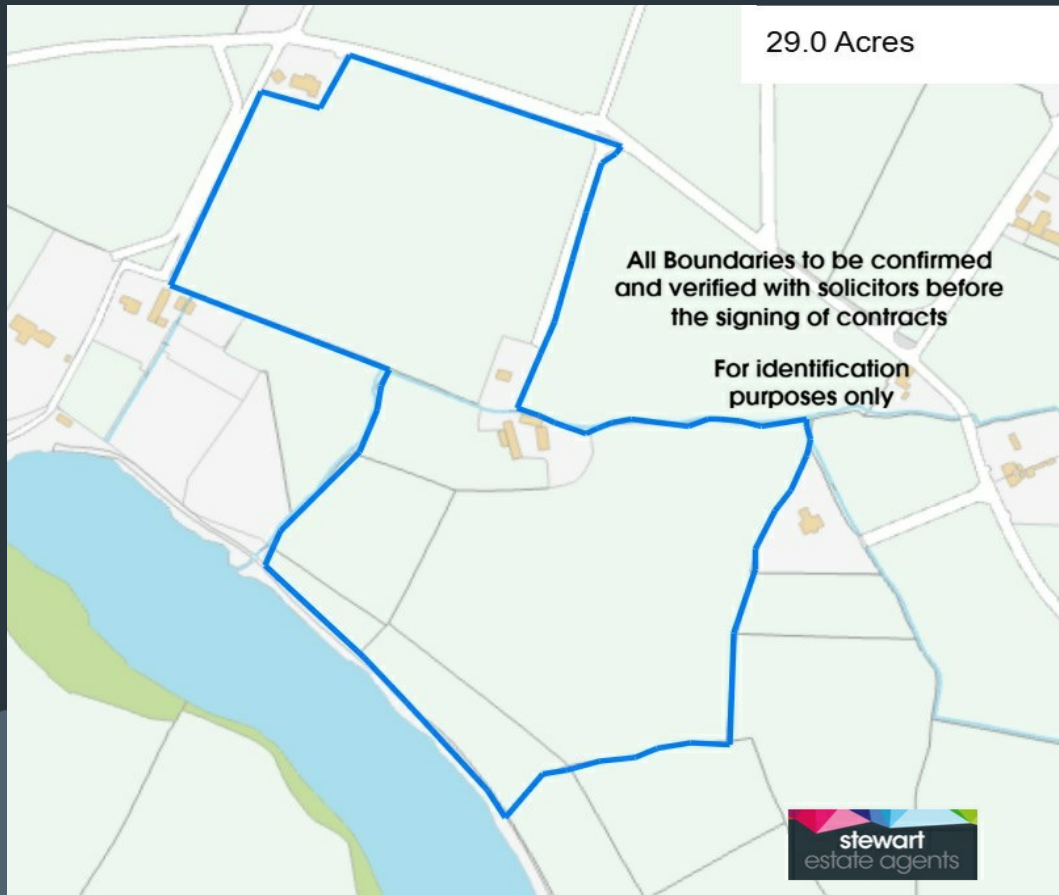 29.0 Acres
All Boundaries to be confirmed
and verified with solicitors before
the signing of contracts
For identification
purposes only
stewart
estate agents